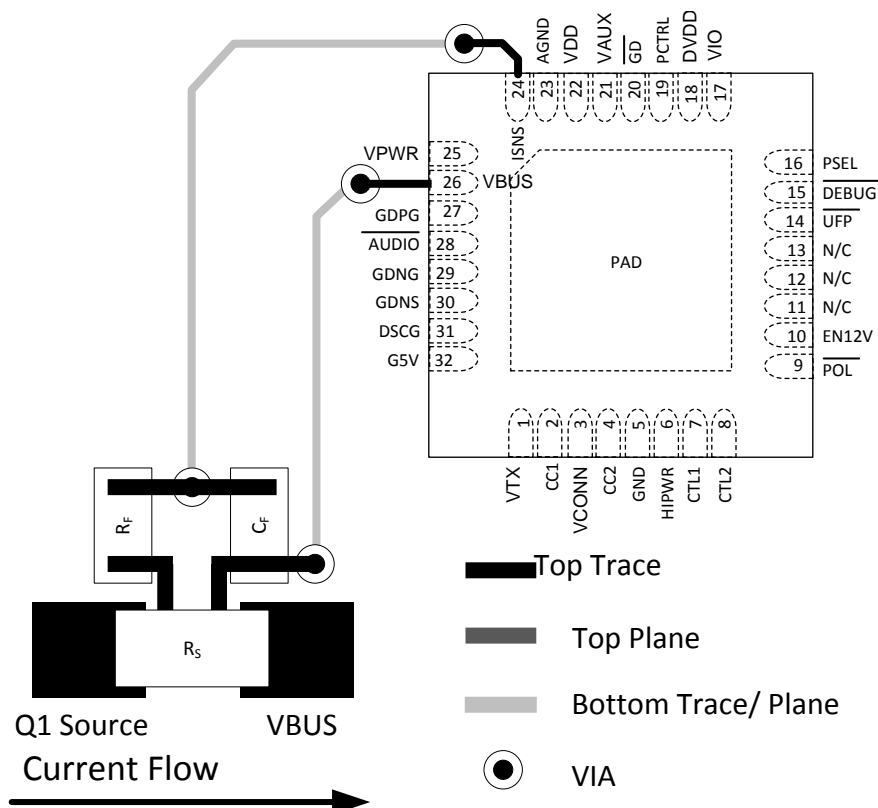 AGND
VDD
VAUX
GD
PCTRL
DVDD
VIO
24
23
22
21
20
19
18
17
ISNS
VPWR 25
26 VBUS
GDPG 27
AUDIO 28
GDNG 29
GDNS 30
DSCG 31
G5V 32
PAD
16 PSEL
15 DEBUG
14 UFP
13 N/C
12 N/C
11 N/C
10 EN12V
9 POL
1
2
3
4
5
6
7
8
VTX
CC1
VCONN
CC2
GND
HIPWR
CTL1
CTL2
RF
CF
RS
Q1 Source
VBUS
Current Flow
Top Trace
Top Plane
Bottom Trace/ Plane
VIA